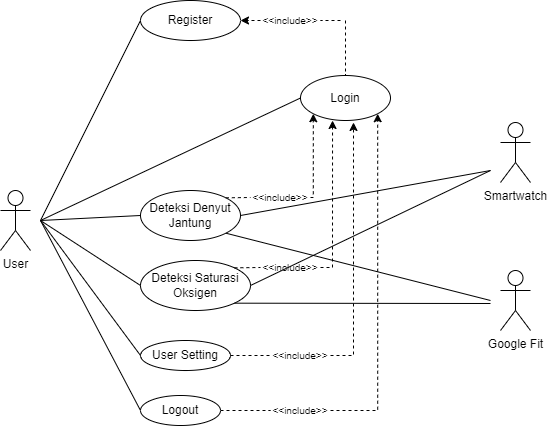 Register
<<include>>
Login
Smartwatch
Deteksi Denyut
Jantung
<<include>>
User
Deteksi Saturasi
Oksigen
<<include>>
Google Fit
User Setting
<<include>>
Logout
<<include>>